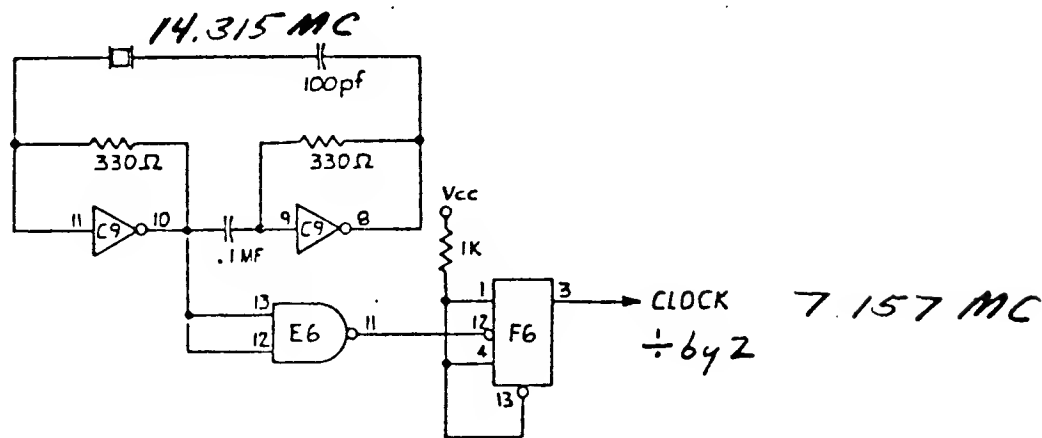 14.315 MC
100pf
330Ω
330Ω
Vcc
11 C9 10
9 C9 8
.1MF
1K
13
12
E6
11
1
12
4
13
F6
3
CLOCK
7.157 MC
÷ by 2